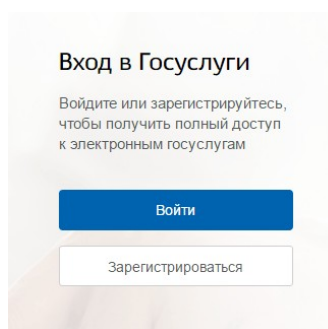 Вход в Госуслуги
Войдите или зарегистрируйтесь,
чтобы получить полный доступ
к электронным госуслугам
Войти
Зарегистрироваться